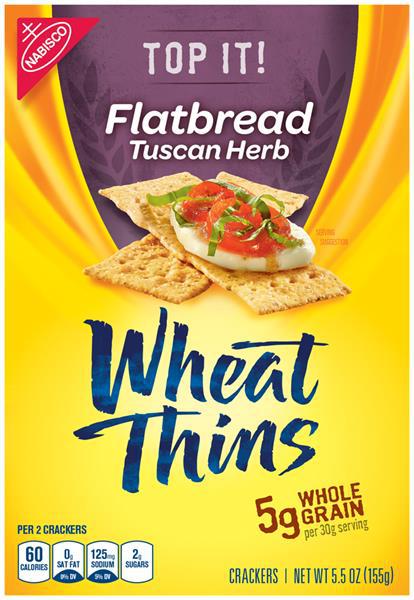 NABISCO
TOP IT!
Flatbread
Tuscan Herb
SERVING
SUGGESTION
Wheat
Thins
5g WHOLE
GRAIN
per 30g serving
PER 2 CRACKERS
60 CALORIES
0g SAT FAT 0% DV
125mg SODIUM 5% DV
2g SUGARS
CRACKERS | NET WT 5.5 OZ (155g)